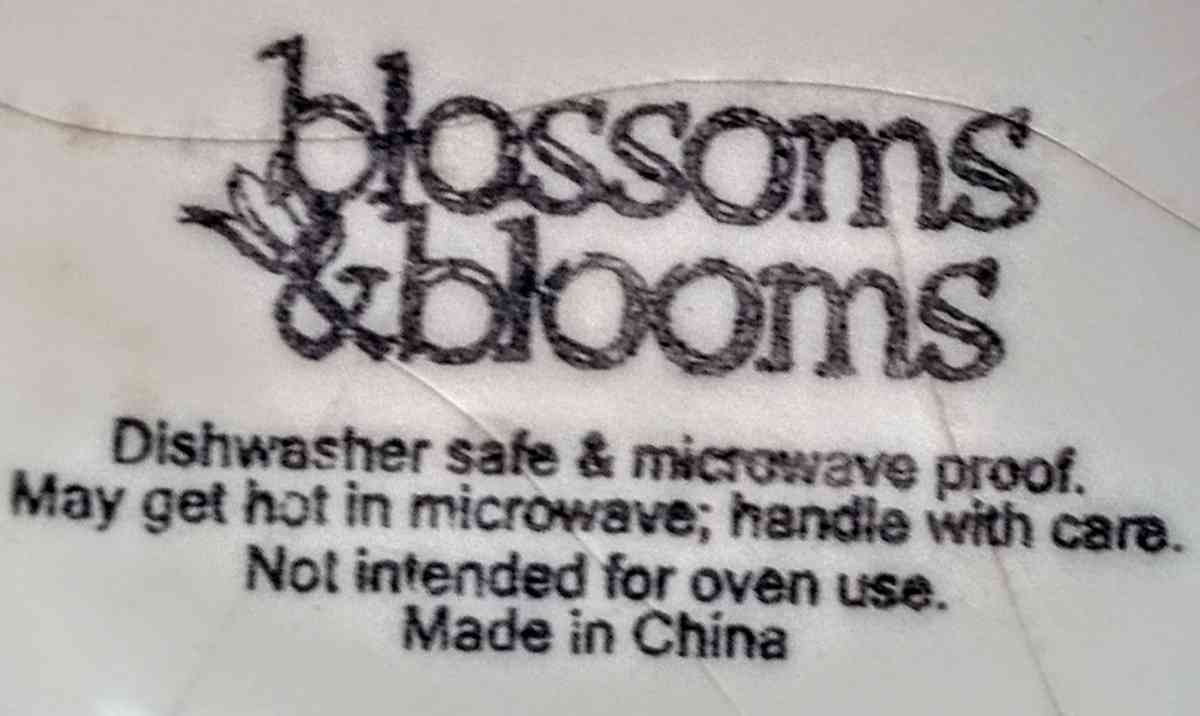 blossoms
& blooms
Dishwasher safe & microwave proof.
May get hot in microwave; handle with care.
Not intended for oven use.
Made in China